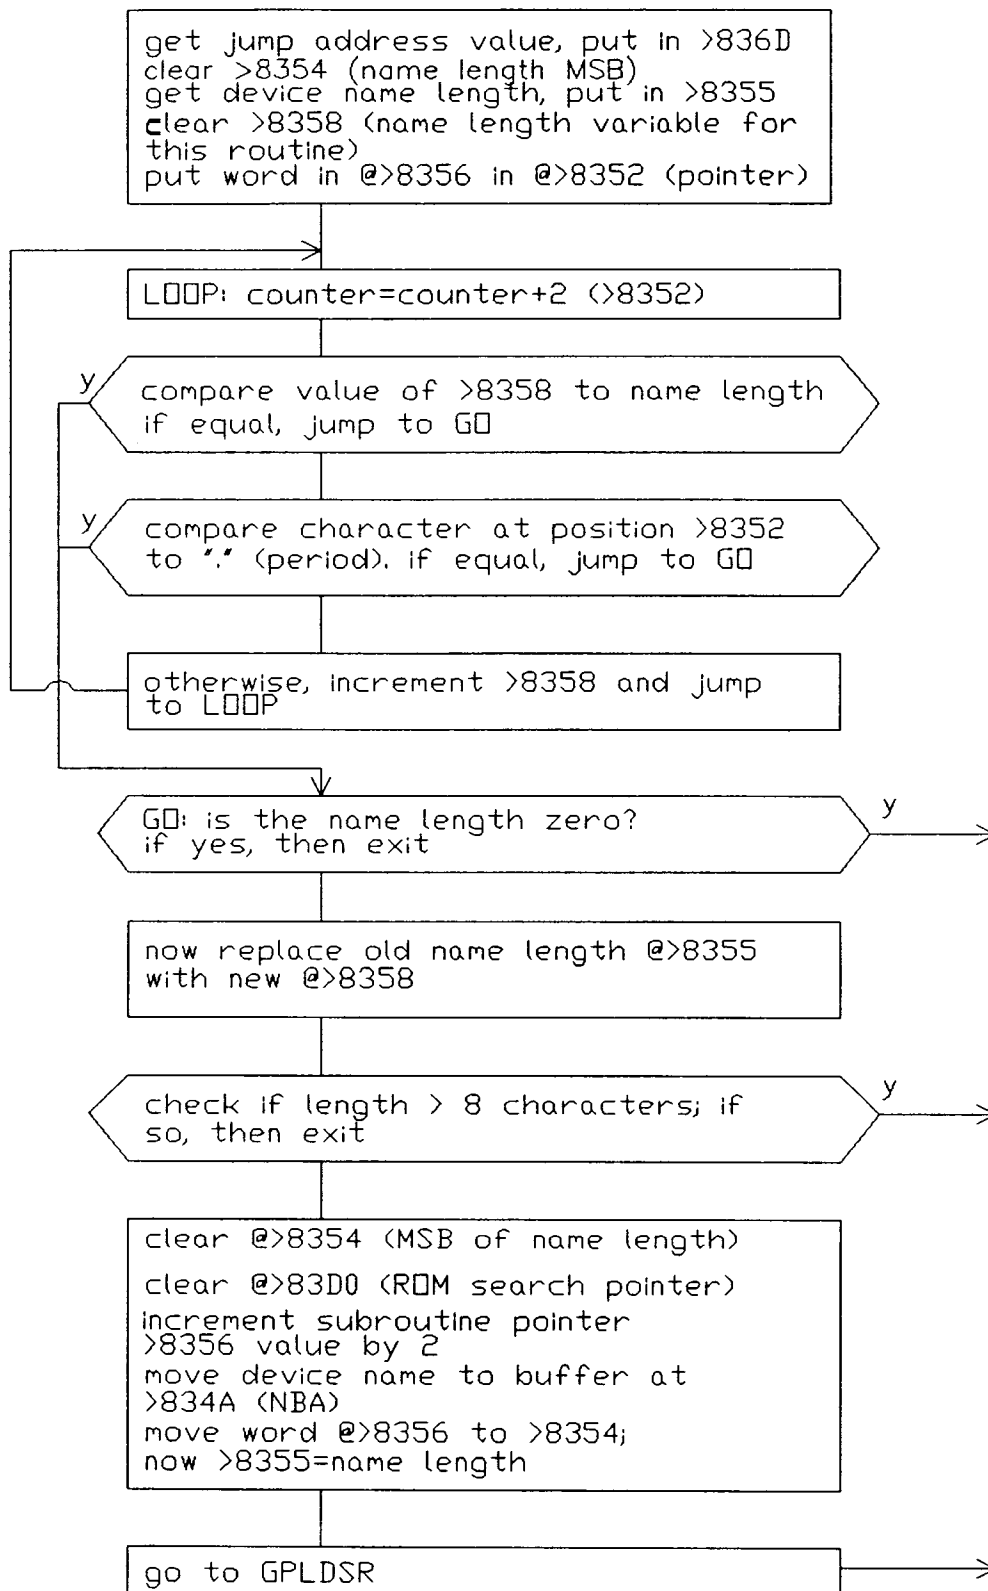 get jump address value, put in >836D
clear >8354 (name length MSB)
get device name length, put in >8355
clear >8358 (name length variable for
this routine)
put word in @>8356 in @>8352 (pointer)
LOOP: counter=counter+2 (>8352)
y
compare value of >8358 to name length
if equal, jump to GO
y
compare character at position >8352
to "." (period). if equal, jump to GO
otherwise, increment >8358 and jump
to LOOP
GO: is the name length zero?
if yes, then exit
y
now replace old name length @>8355
with new @>8358
check if length > 8 characters; if
so, then exit
y
clear @>8354 (MSB of name length)
clear @>83D0 (ROM search pointer)
increment subroutine pointer
>8356 value by 2
move device name to buffer at
>834A (NBA)
move word @>8356 to >8354;
now >8355=name length
go to GPLDSR